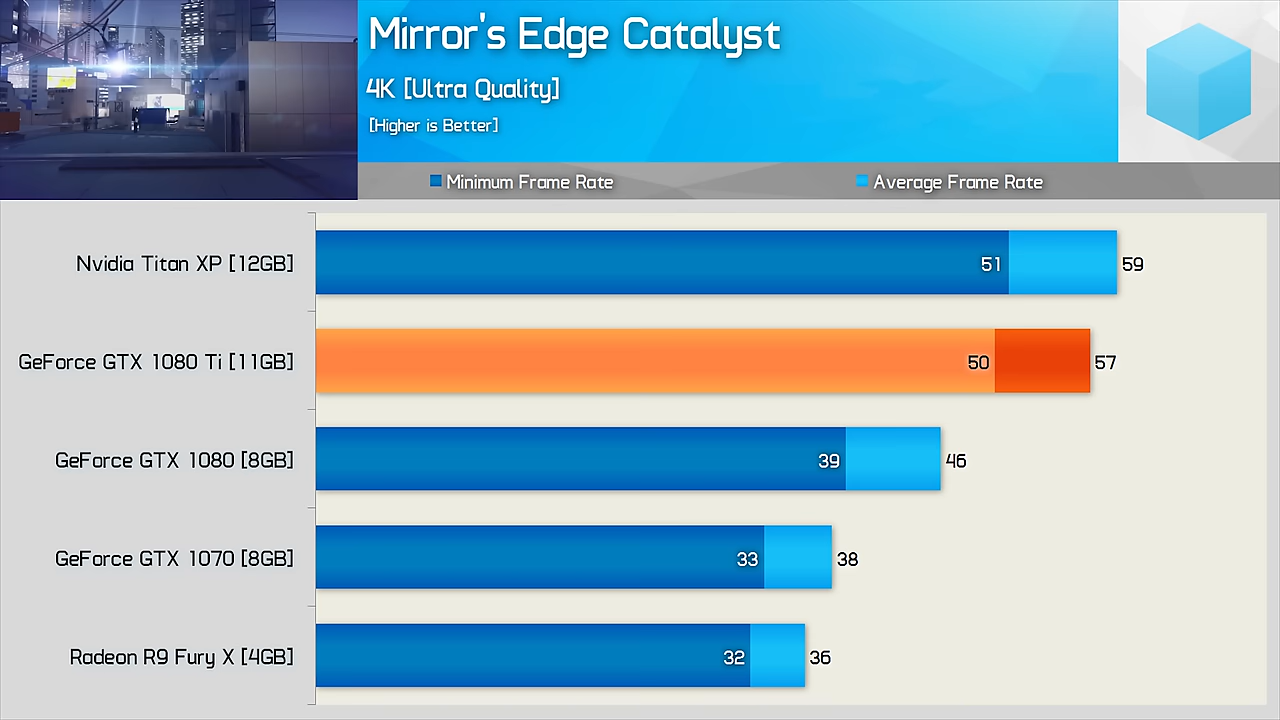 Mirror's Edge Catalyst
4K [Ultra Quality]
[Higher is Better]
Minimum Frame Rate
Average Frame Rate
Nvidia Titan XP [12GB]
51
59
GeForce GTX 1080 Ti [11GB]
50
57
GeForce GTX 1080 [8GB]
39
46
GeForce GTX 1070 [8GB]
33
38
Radeon R9 Fury X [4GB]
32
36